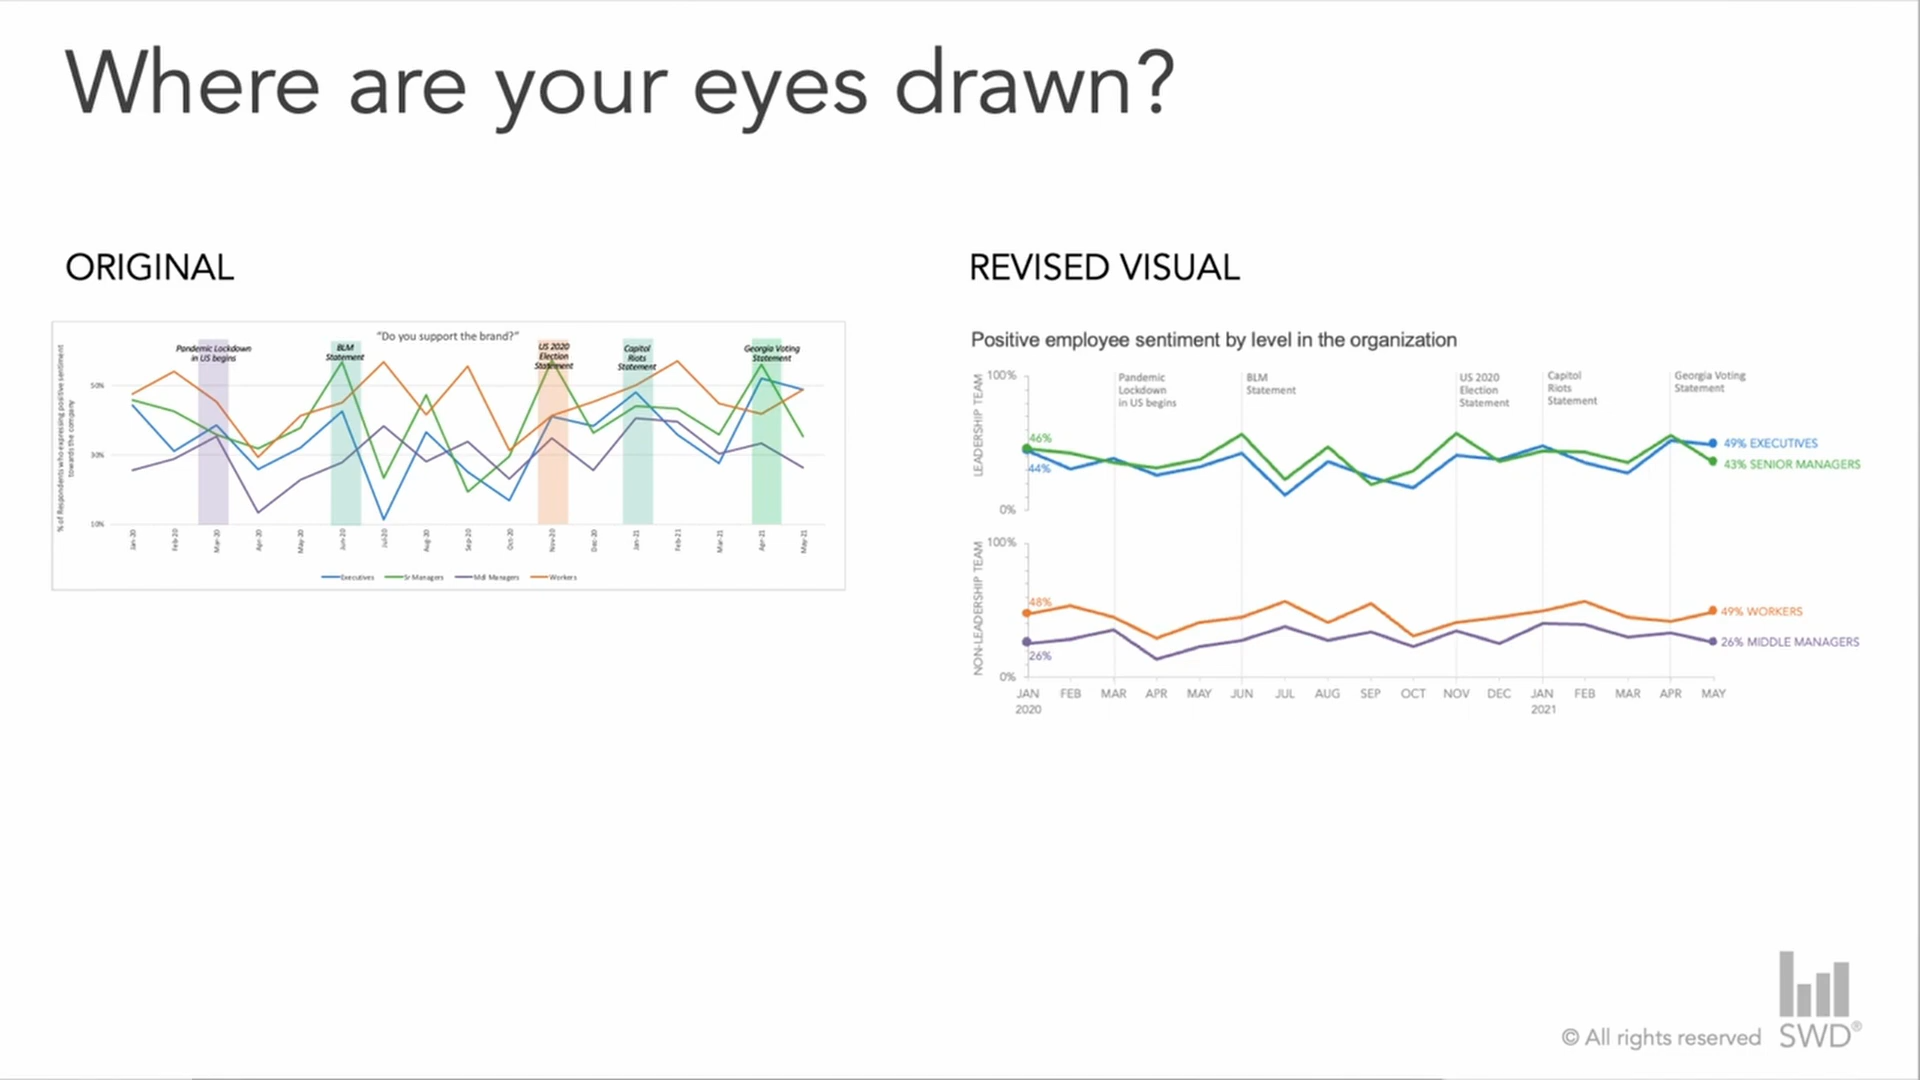 Where are your eyes drawn?
ORIGINAL
"Do you support the brand?"
Pandemic Lockdown
in US begins
BLM
Statement
US 2020
Election
Statement
Capitol
Riots
Statement
Georgia Voting
Statement
% of Respondents who expressing positive sentiment
towards the company
50%
30%
10%
Jan-20
Feb-20
Mar-20
Apr-20
May-20
Jun-20
Jul-20
Aug-20
Sep-20
Oct-20
Nov-20
Dec-20
Jan-21
Feb-21
Mar-21
Apr-21
May-21
Executives
Sr Managers
Mdl Managers
Workers
REVISED VISUAL
Positive employee sentiment by level in the organization
LEADERSHIP TEAM
100%
0%
Pandemic
Lockdown
in US begins
BLM
Statement
US 2020
Election
Statement
Capitol
Riots
Statement
Georgia Voting
Statement
46%
44%
49% EXECUTIVES
43% SENIOR MANAGERS
NON-LEADERSHIP TEAM
100%
0%
48%
26%
49% WORKERS
26% MIDDLE MANAGERS
JAN FEB MAR APR MAY JUN JUL AUG SEP OCT NOV DEC JAN FEB MAR APR MAY
2020 2021
© All rights reserved
SWD®